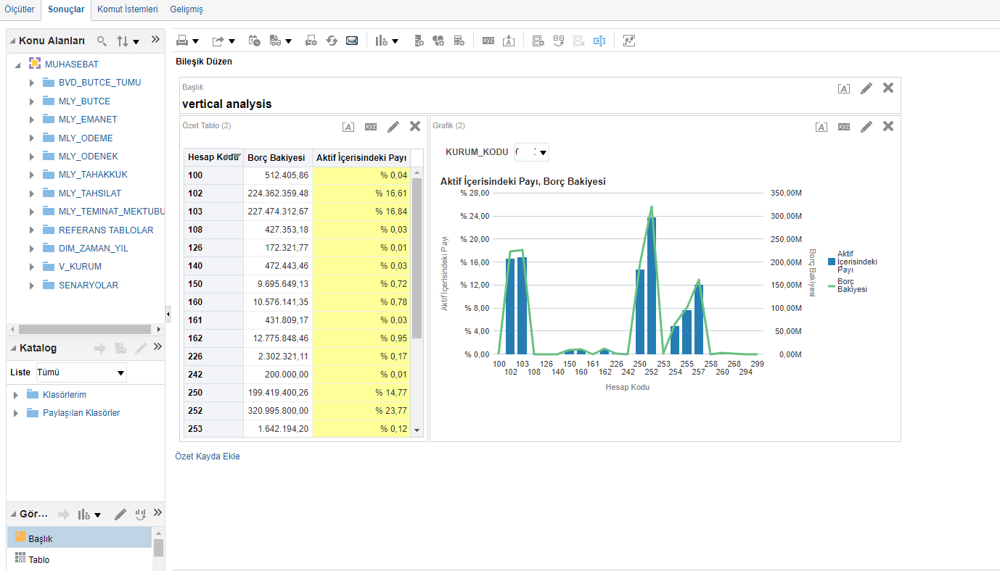 Ölçütler Sonuçlar Komut İstemleri Gelişmiş
Konu Alanları
MUHASEBAT
BVD_BUTCE_TUMU
MLY_BUTCE
MLY_EMANET
MLY_ODEME
MLY_ODENEK
MLY_TAHAKKUK
MLY_TAHSILAT
MLY_TEMINAT_MEKTUBU
REFERANS TABLOLAR
DIM_ZAMAN_YIL
V_KURUM
SENARYOLAR
Katalog
Liste Tümü
Klasörlerim
Paylaşılan Klasörler
Gör...
Başlık
Tablo
Bileşik Düzen
Başlık
vertical analysis
Özet Tablo (2)
xyz
Hesap Kodu Borç Bakiyesi Aktif İçerisindeki Payı
100 512.405,86 % 0,04
102 224.362.359,48 % 16,61
103 227.474.312,67 % 16,84
108 427.353,18 % 0,03
126 172.321,77 % 0,01
140 472.443,46 % 0,03
150 9.695.649,13 % 0,72
160 10.576.141,35 % 0,78
161 431.809,17 % 0,03
162 12.775.848,46 % 0,95
226 2.302.321,11 % 0,17
242 200.000,00 % 0,01
250 199.419.400,26 % 14,77
252 320.995.800,00 % 23,77
253 1.642.194,20 % 0,12
Grafik (2)
xyz
KURUM_KODU
Aktif İçerisindeki Payı, Borç Bakiyesi
% 28,00 350,00M
% 24,00 300,00M
% 20,00 250,00M
% 16,00 200,00M
% 12,00 150,00M
% 8,00 100,00M
% 4,00 50,00M
% 0,00 0,00M
Aktif İçerisindeki Payı
Borç Bakiyesi
100 103 126 150 161 226 250 253 255 258 268 299
102 108 140 160 162 242 252 254 257 260 294
Hesap Kodu
Aktif
İçerisindeki
Payı
Borç
Bakiyesi
Özet Kayda Ekle